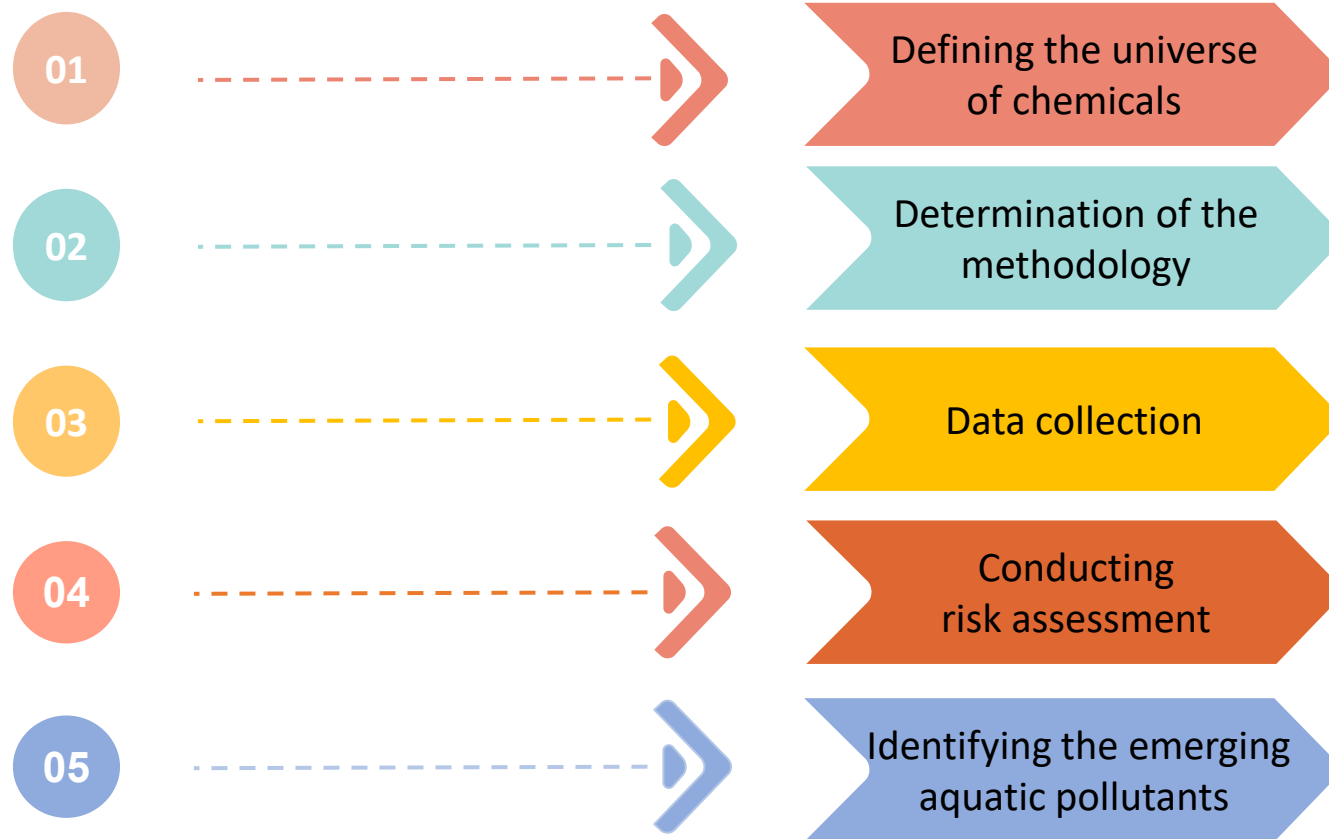 01
Defining the universe
of chemicals
02
Determination of the
methodology
03
Data collection
04
Conducting
risk assessment
05
Identifying the emerging
aquatic pollutants